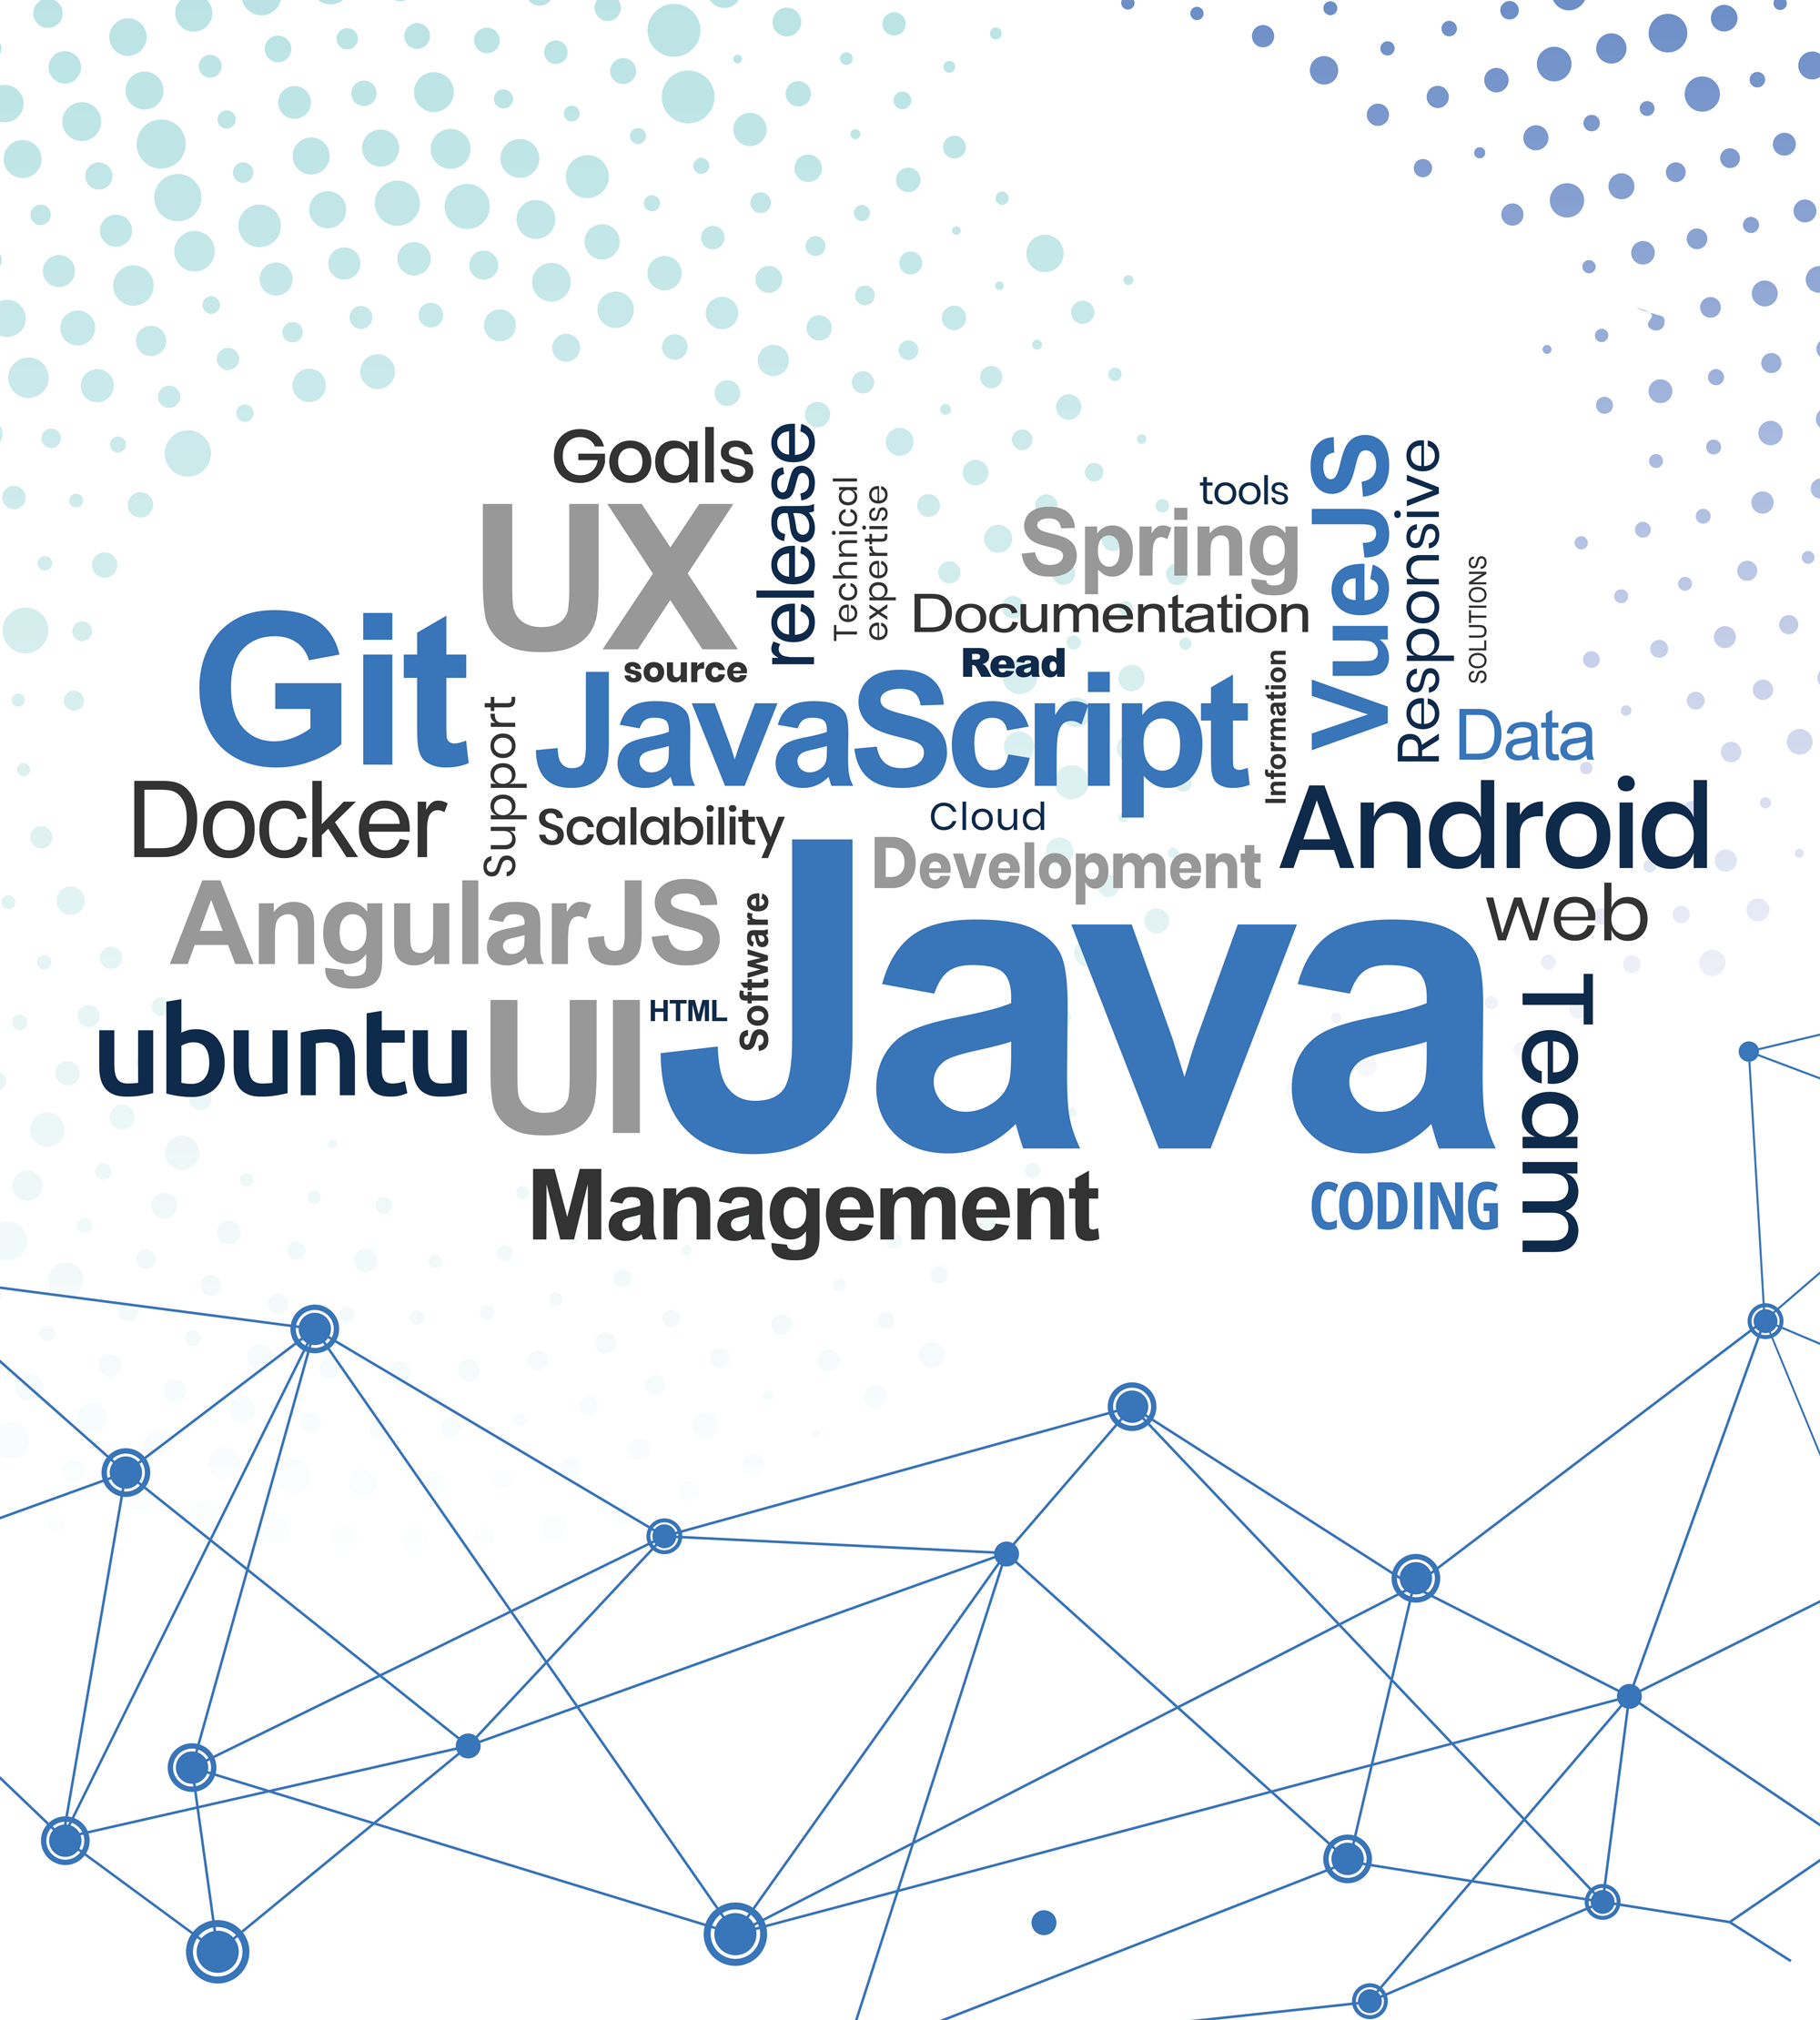 Goals
UX
release
Technical
expertise
tools
Spring
Documentation
VueJS
Responsive
SOLUTIONS
Git
source
Read
JavaScript
Information
Data
Support
Docker
Scalability
Cloud
Development
Android
AngularJS
Software
web
ubuntu
UI
HTML
Java
Team
Management
CODING